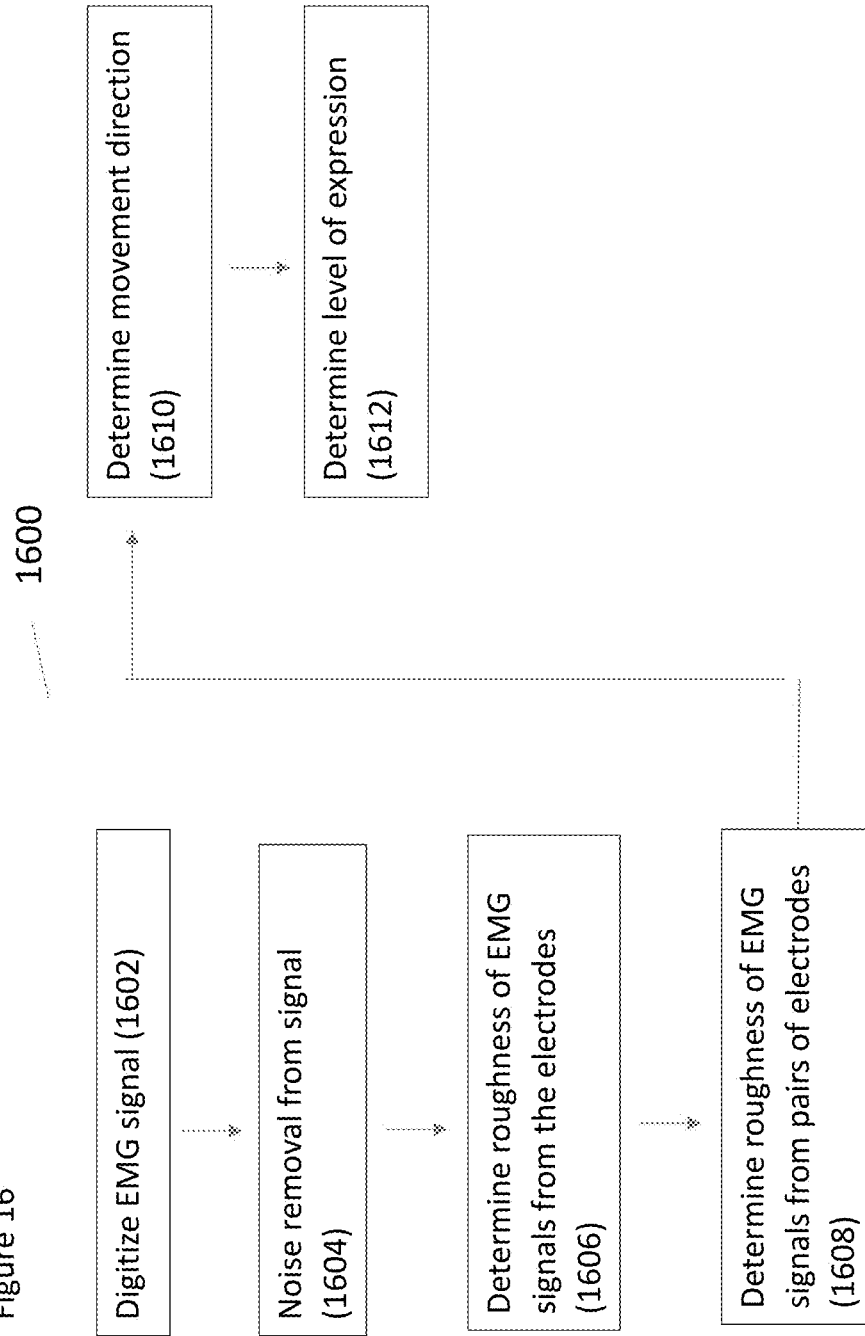 Figure 16
1600
Digitize EMG signal (1602)
Noise removal from signal
(1604)
Determine roughness of EMG
signals from the electrodes
(1606)
Determine roughness of EMG
signals from pairs of electrodes
(1608)
Determine movement direction
(1610)
Determine level of expression
(1612)